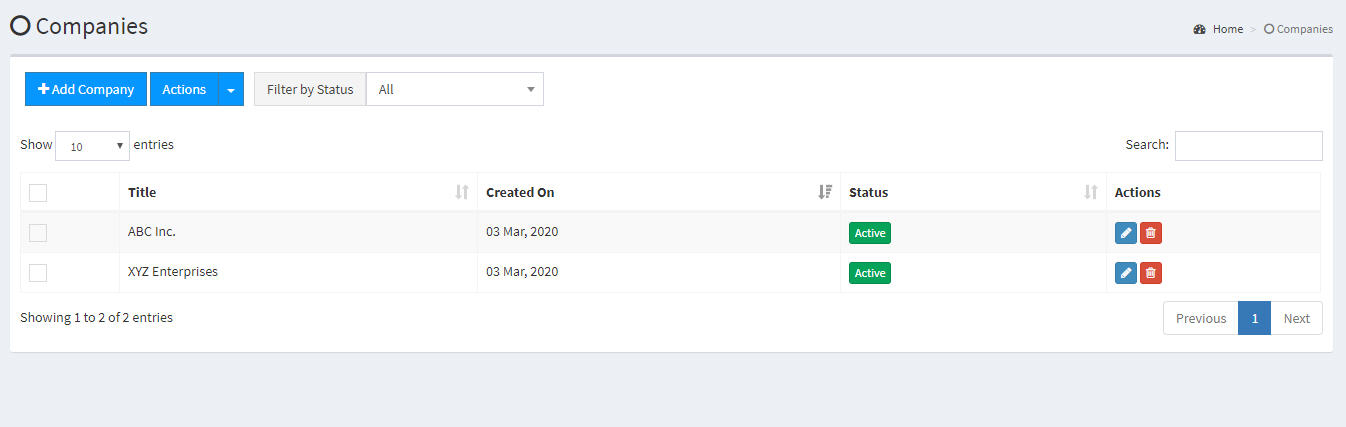 Companies
Home > Companies
Add Company Actions Filter by Status All
Show 10 entries Search:
Title Created On Status Actions
ABC Inc. 03 Mar, 2020 Active
XYZ Enterprises 03 Mar, 2020 Active
Showing 1 to 2 of 2 entries Previous 1 Next